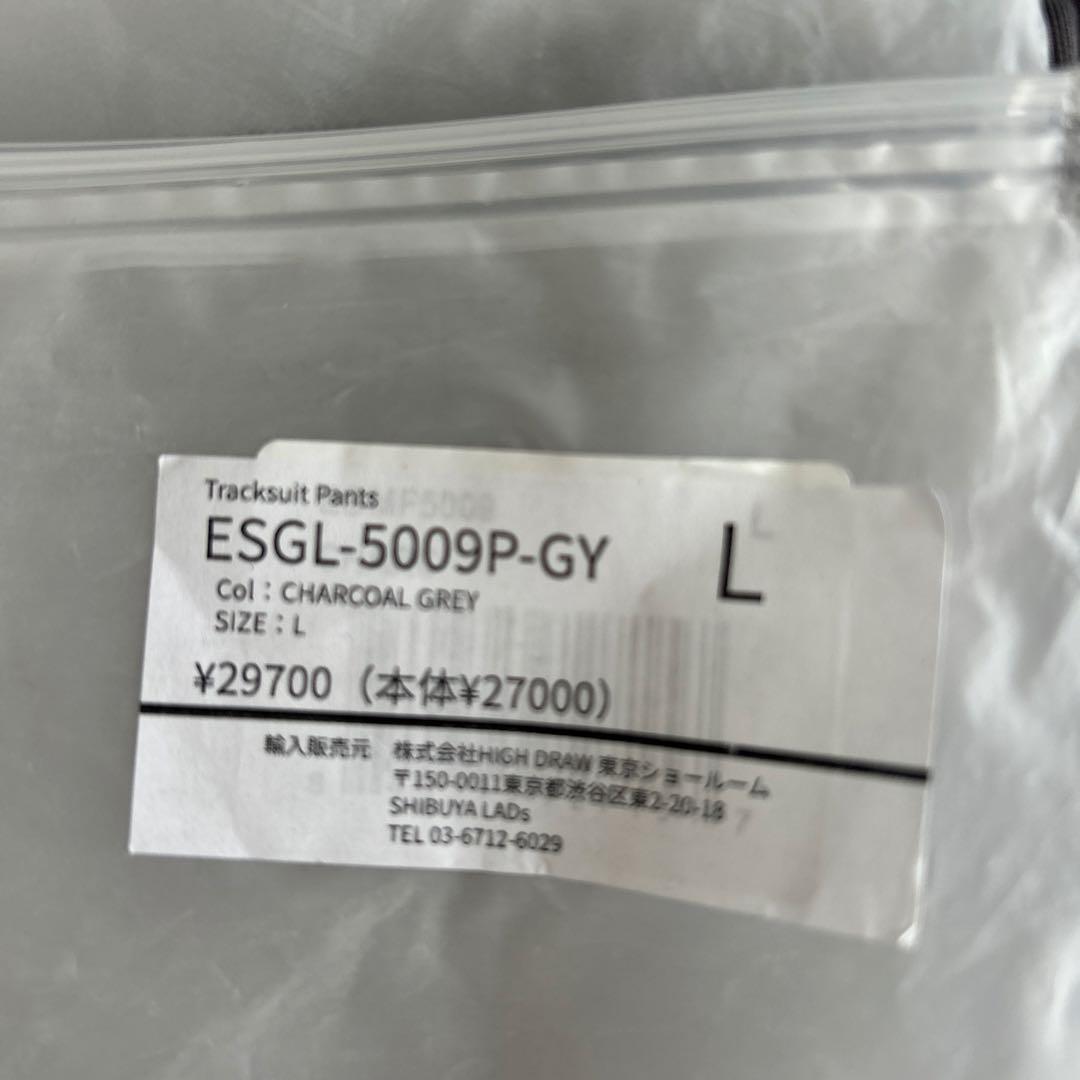 Tracksuit Pants
ESGL-5009P-GY
L
Col：CHARCOAL GREY
SIZE：L
¥29700（本体¥27000）
輸入販売元 株式会社HIGH DRAW 東京ショールーム
〒150-0011東京都渋谷区東2-20-18
SHIBUYA LADs
TEL 03-6712-6029